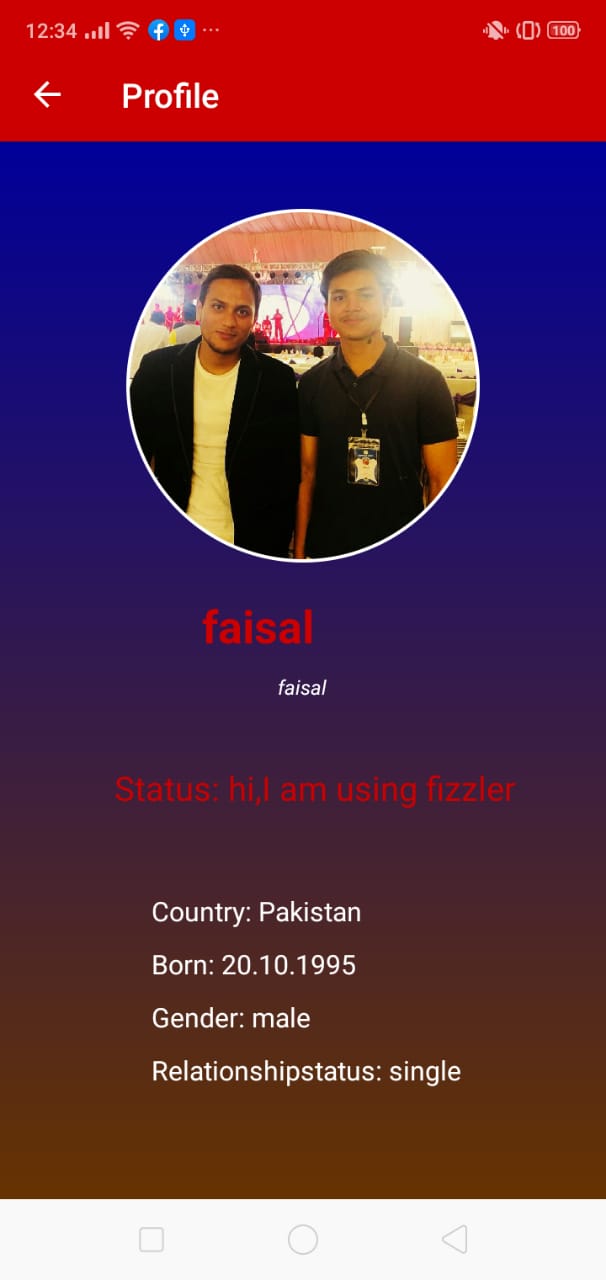 12:34
100
Profile
faisal
faisal
Status: hi,I am using fizzler
Country: Pakistan
Born: 20.10.1995
Gender: male
Relationshipstatus: single